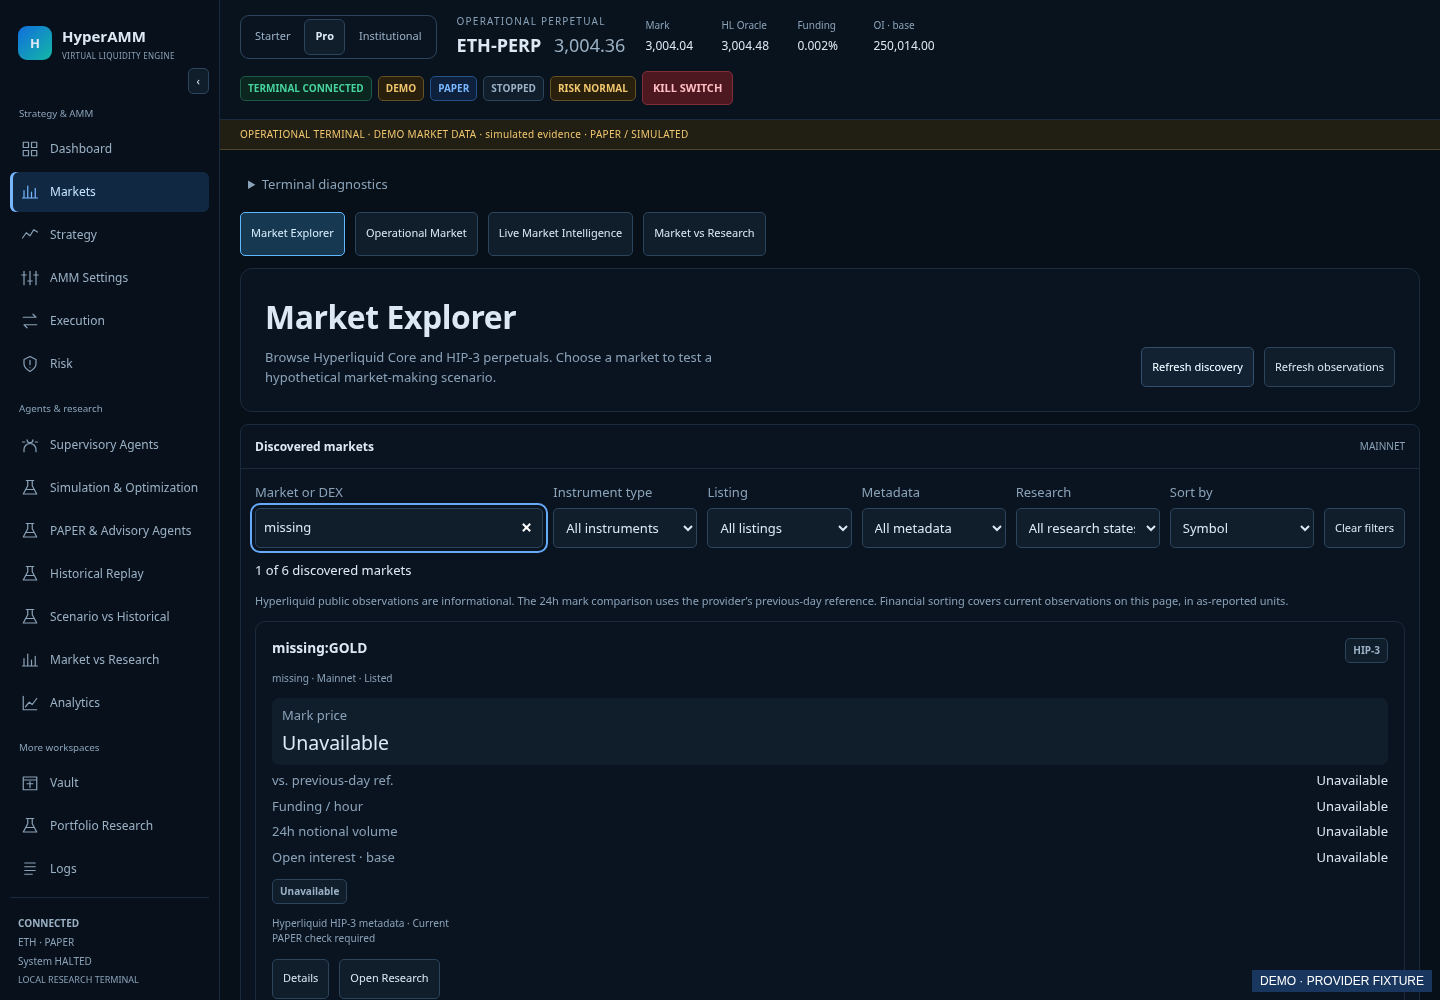 H
HyperAMM
VIRTUAL LIQUIDITY ENGINE
‹
Strategy & AMM
Dashboard
Markets
Strategy
AMM Settings
Execution
Risk
Agents & research
Supervisory Agents
Simulation & Optimization
PAPER & Advisory Agents
Historical Replay
Scenario vs Historical
Market vs Research
Analytics
More workspaces
Vault
Portfolio Research
Logs
CONNECTED
ETH · PAPER
System HALTED
LOCAL RESEARCH TERMINAL
Starter Pro Institutional
OPERATIONAL PERPETUAL
ETH-PERP 3,004.36
Mark
3,004.04
HL Oracle
3,004.48
Funding
0.002%
OI · base
250,014.00
TERMINAL CONNECTED DEMO PAPER STOPPED RISK NORMAL KILL SWITCH
OPERATIONAL TERMINAL · DEMO MARKET DATA · simulated evidence · PAPER / SIMULATED
Terminal diagnostics
Market Explorer Operational Market Live Market Intelligence Market vs Research
Market Explorer
Browse Hyperliquid Core and HIP-3 perpetuals. Choose a market to test a
hypothetical market-making scenario.
Refresh discovery Refresh observations
Discovered markets MAINNET
Market or DEX Instrument type Listing Metadata Research Sort by
missing All instruments All listings All metadata All research states Symbol Clear filters
1 of 6 discovered markets
Hyperliquid public observations are informational. The 24h mark comparison uses the provider's previous-day reference. Financial sorting covers current observations on this page, in as-reported units.
missing:GOLD HIP-3
missing · Mainnet · Listed
Mark price
Unavailable
vs. previous-day ref. Unavailable
Funding / hour Unavailable
24h notional volume Unavailable
Open interest · base Unavailable
Unavailable
Hyperliquid HIP-3 metadata · Current
PAPER check required
Details Open Research
DEMO · PROVIDER FIXTURE